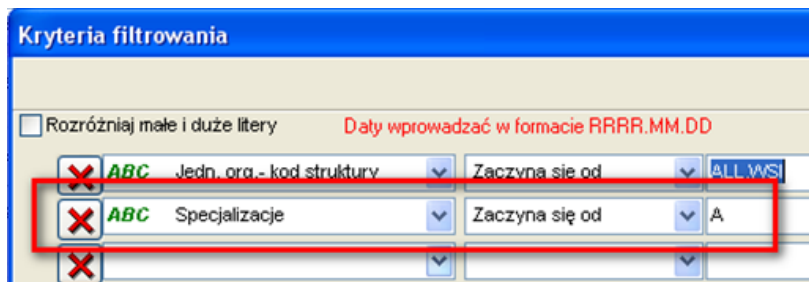 Kryteria filtrowania
Rozróżniaj małe i duże litery Daty wprowadzać w formacie RRRR.MM.DD
ABC Jedn. org.- kod struktury Zaczyna się od ALL.WSI
ABC Specjalizacje Zaczyna się od A